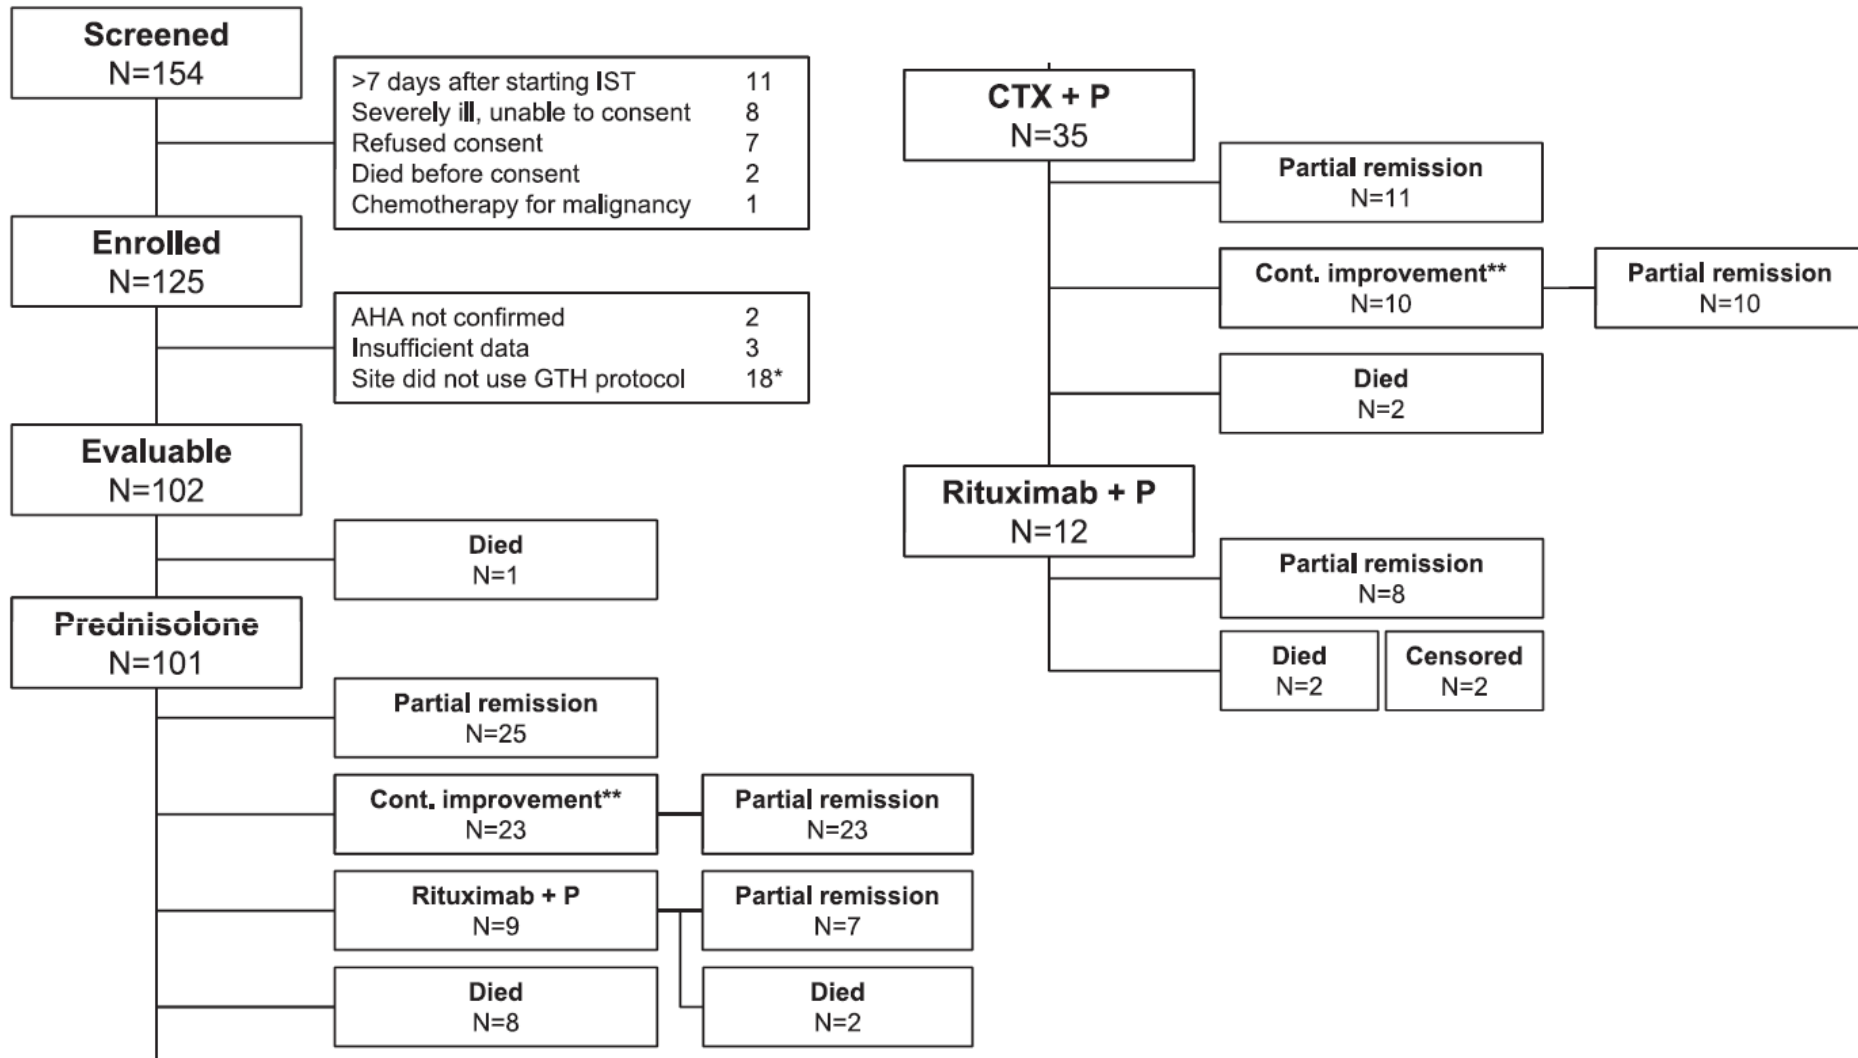 Screened
N=154
>7 days after starting IST 11
Severely ill, unable to consent 8
Refused consent 7
Died before consent 2
Chemotherapy for malignancy 1
Enrolled
N=125
AHA not confirmed 2
Insufficient data 3
Site did not use GTH protocol 18*
Evaluable
N=102
Died
N=1
Prednisolone
N=101
Partial remission
N=25
Cont. improvement**
N=23
Partial remission
N=23
Rituximab + P
N=9
Partial remission
N=7
Died
N=8
Died
N=2
CTX + P
N=35
Partial remission
N=11
Cont. improvement**
N=10
Partial remission
N=10
Died
N=2
Rituximab + P
N=12
Partial remission
N=8
Died
N=2
Censored
N=2